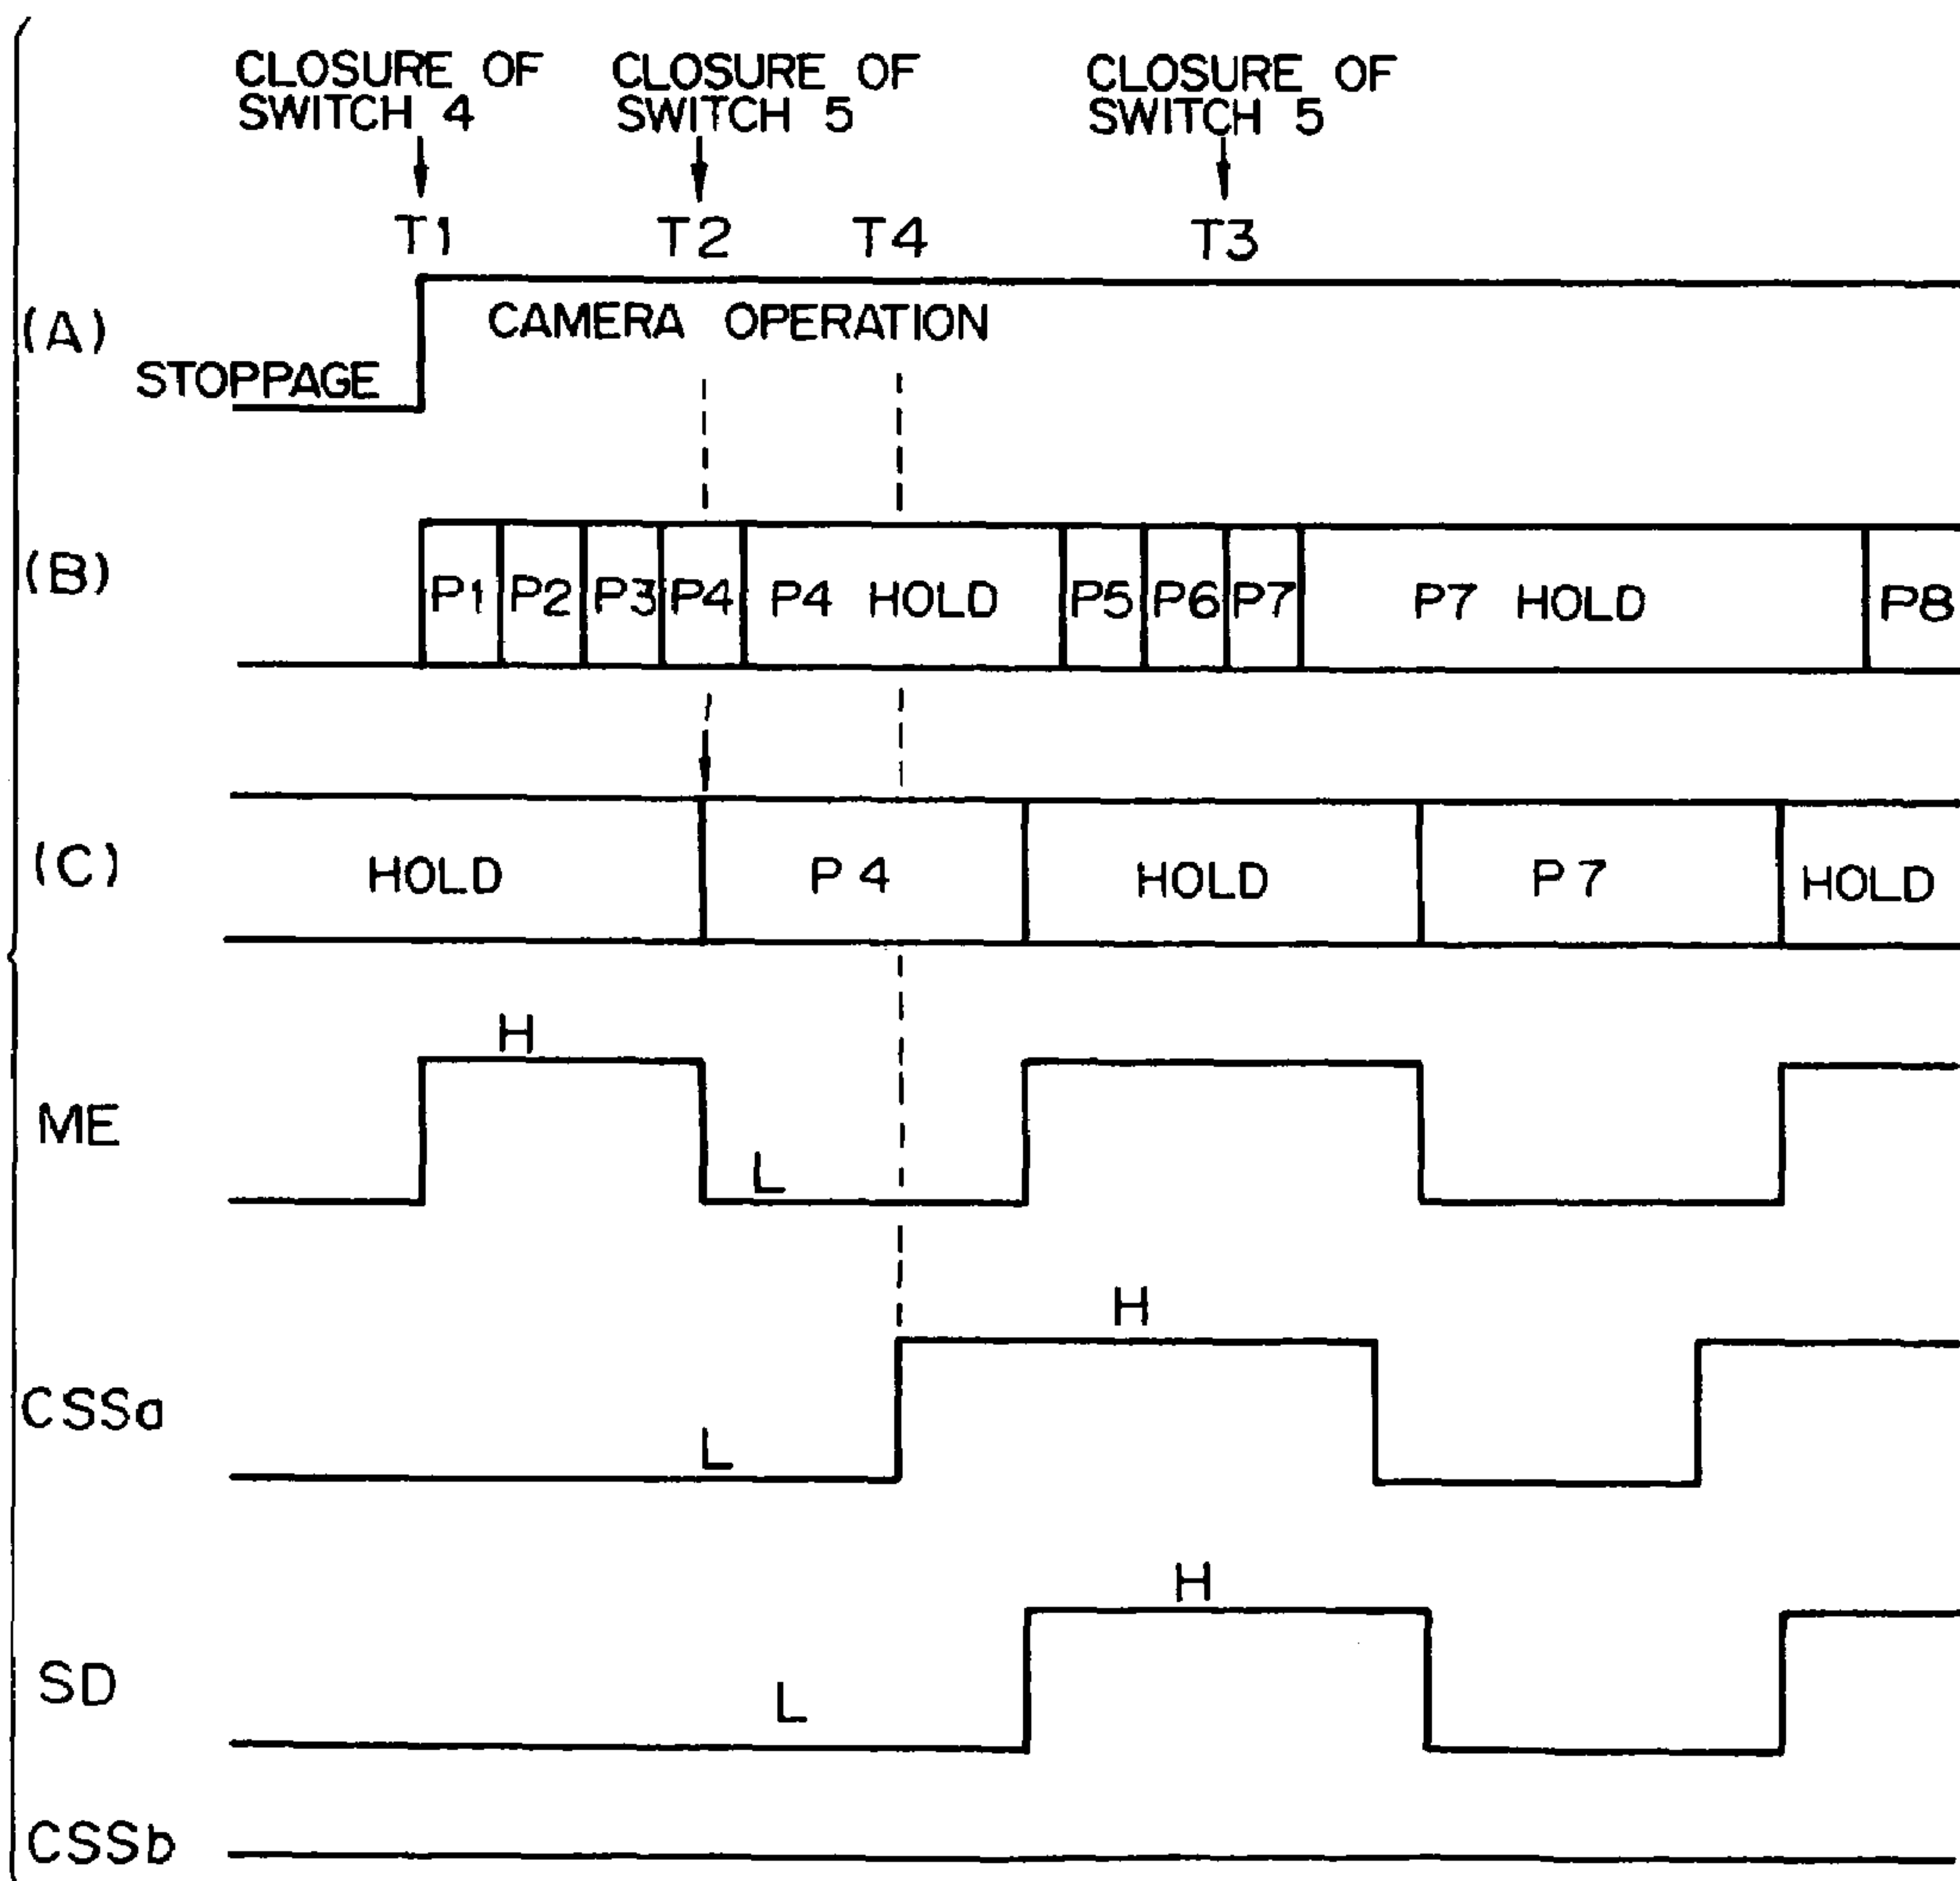 CLOSURE OF SWITCH 4
CLOSURE OF SWITCH 5
CLOSURE OF SWITCH 5
T1 T2 T4 T3
(A)
CAMERA OPERATION
STOPPAGE
(B)
P1 P2 P3 P4 P4 HOLD P5 P6 P7 P7 HOLD P8
(C)
HOLD P4 HOLD P7 HOLD
H
ME
L
H
CSSa
L
H
SD
L
CSSb